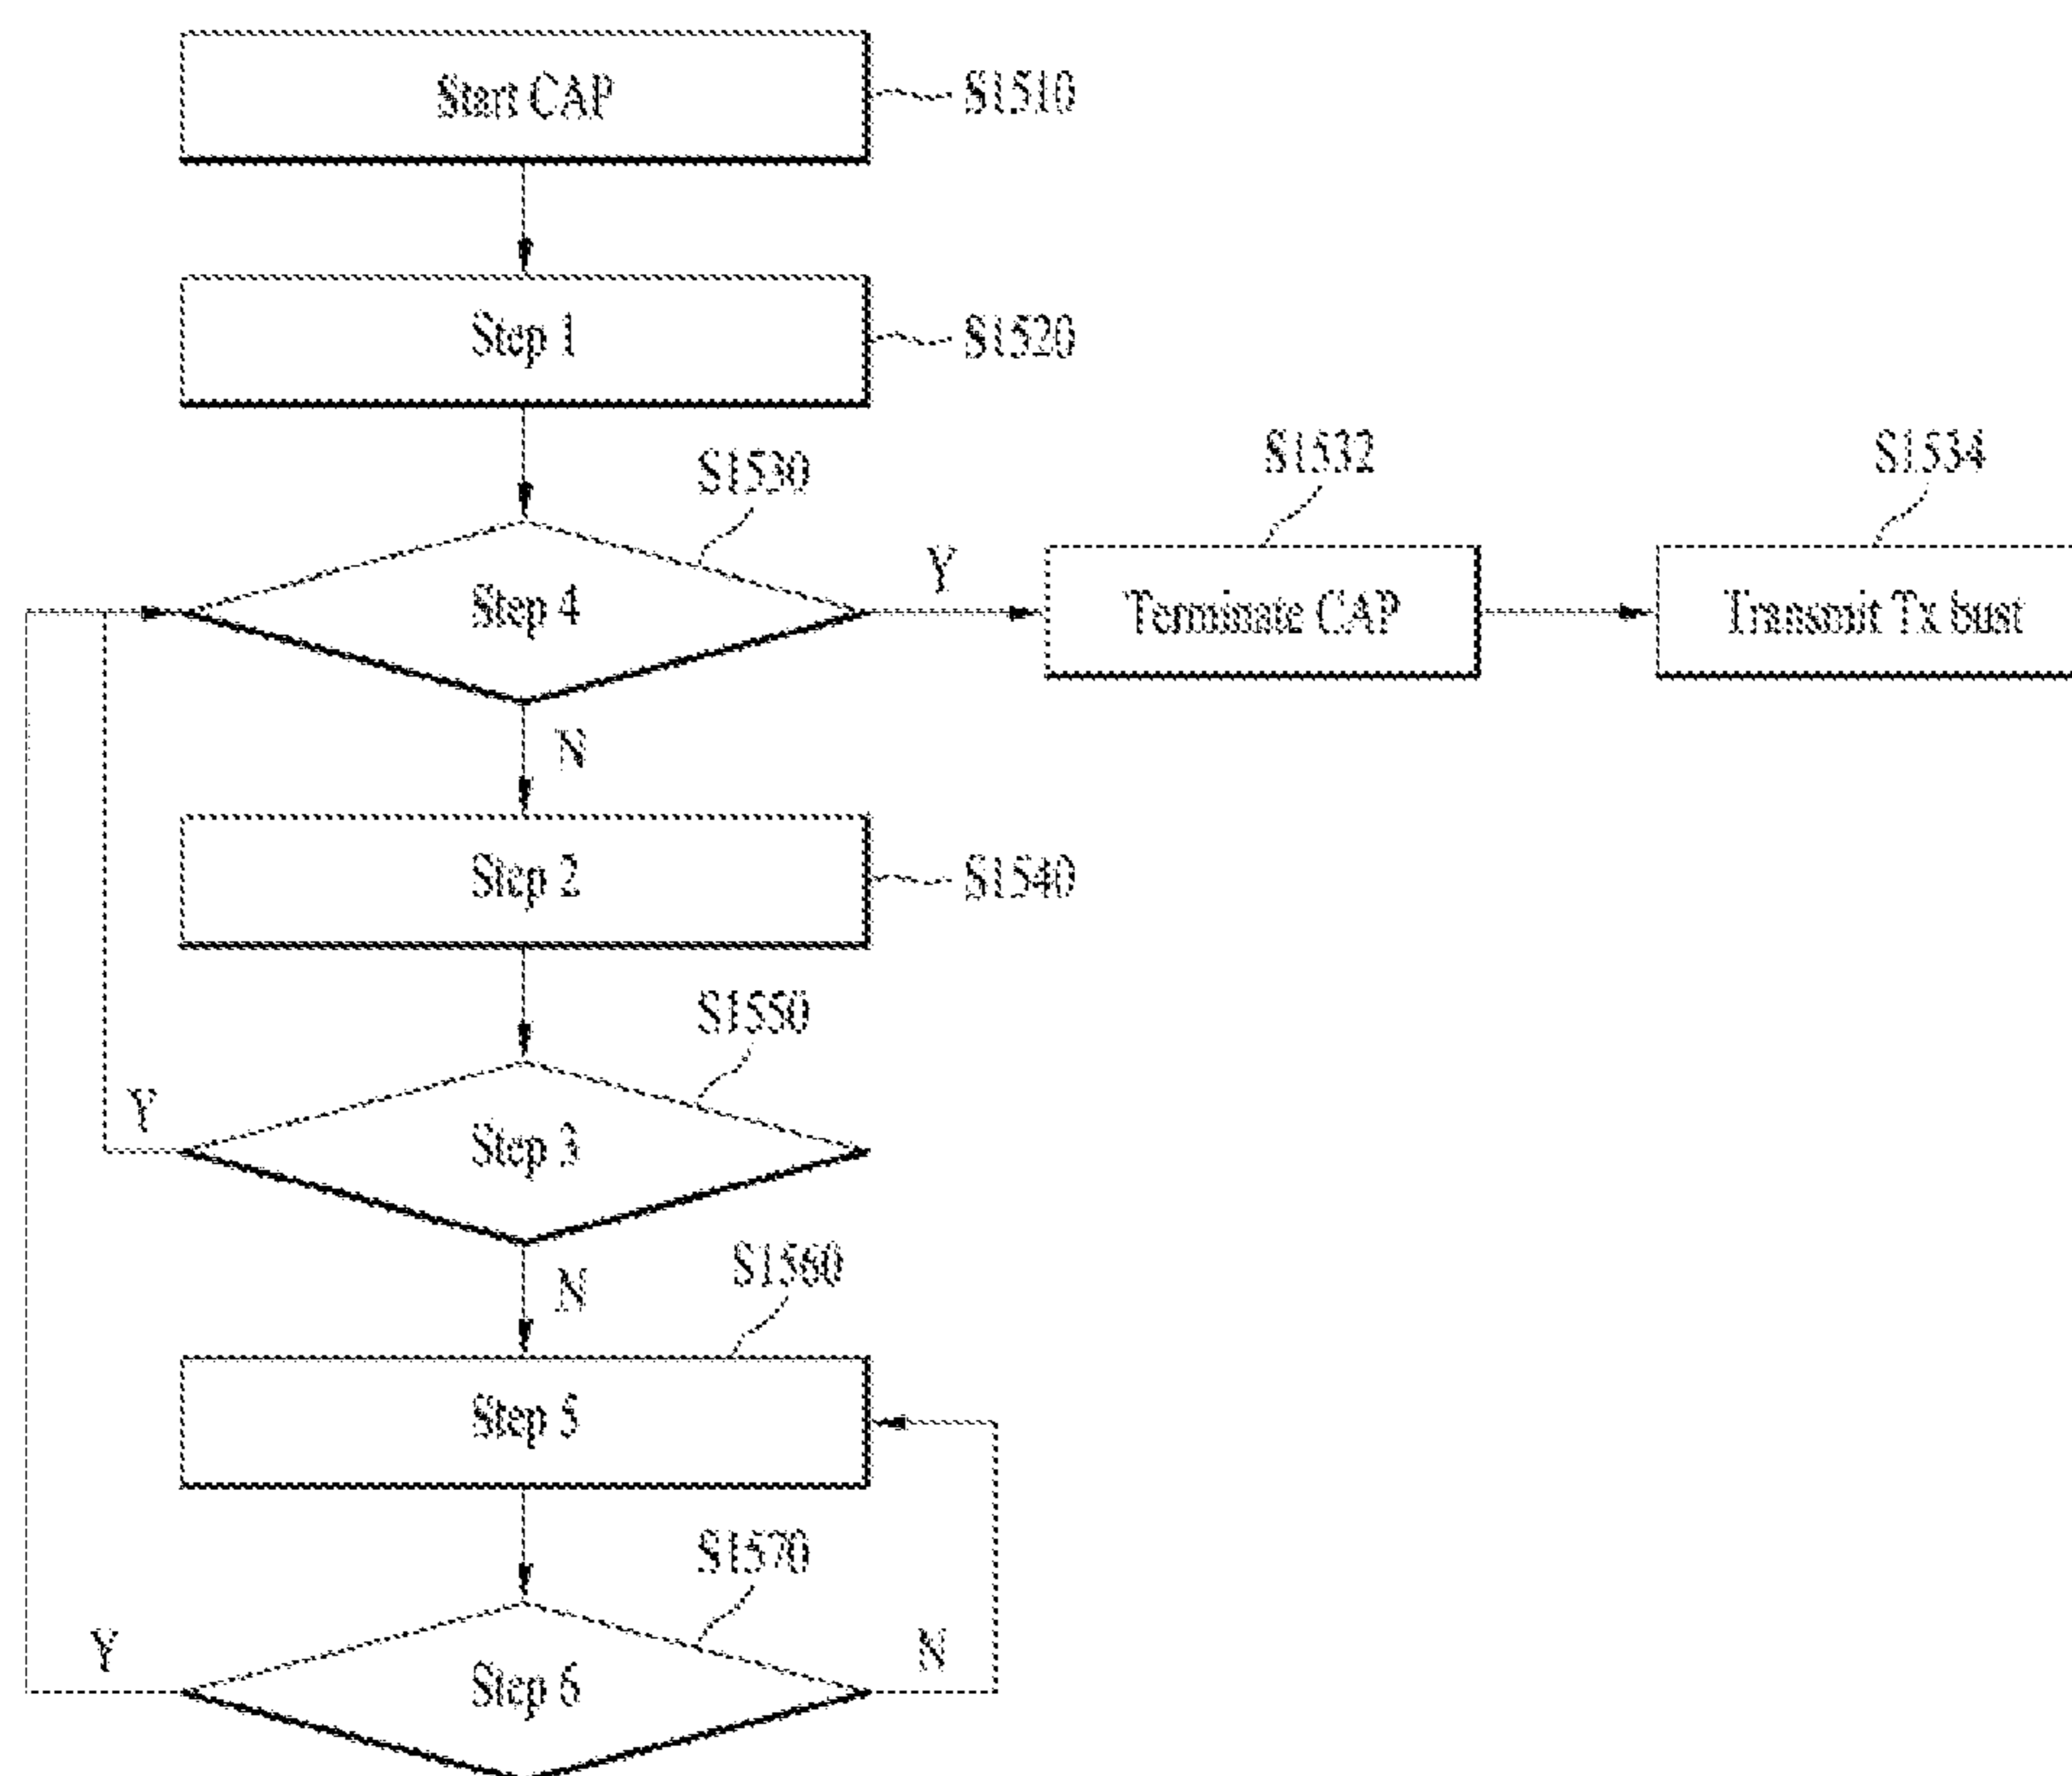 Start CAP
S1510
Step 1
S1520
S1530
S1532
S1534
Step 4
Y
Terminate CAP
Transmit Tx bust
N
Step 2
S1540
S1550
Y
Step 3
N
S1560
Step 5
S1570
Y
Step 6
N